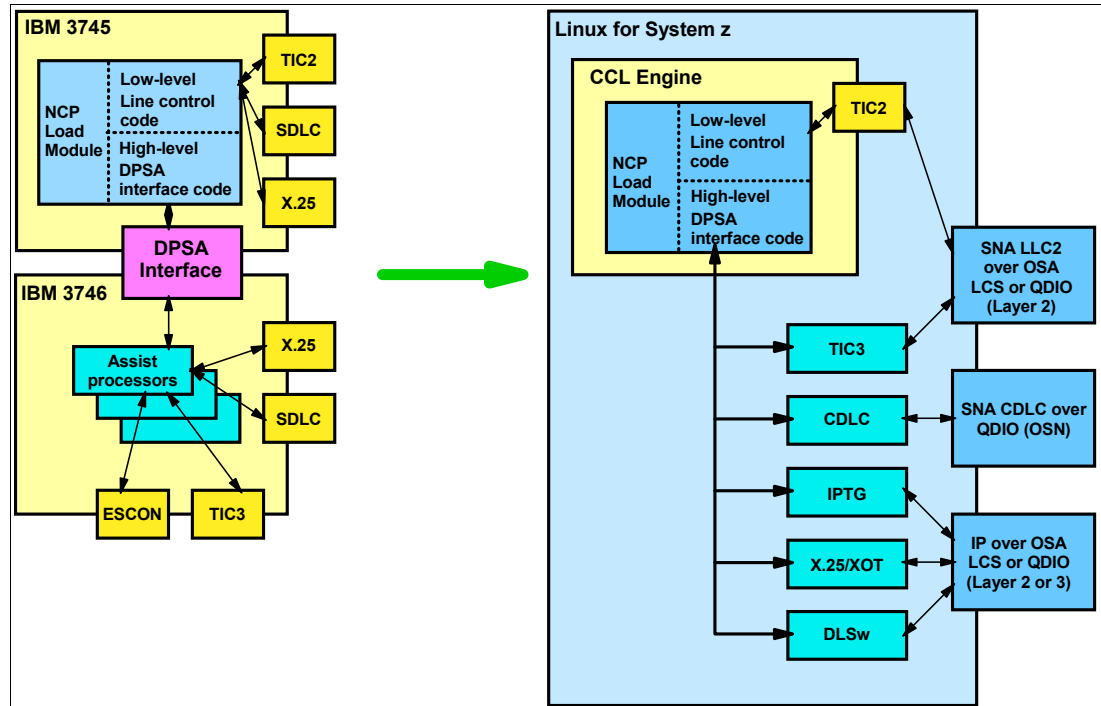 IBM 3745
TIC2
NCP
Load
Module
Low-level
Line control
code
High-level
DPSA
interface code
SDLC
X.25
DPSA
Interface
IBM 3746
Assist
processors
X.25
SDLC
ESCON
TIC3
Linux for System z
CCL Engine
TIC2
NCP
Load
Module
Low-level
Line control
code
High-level
DPSA
interface code
SNA LLC2
over OSA
LCS or QDIO
(Layer 2)
TIC3
CDLC
SNA CDLC over
QDIO (OSN)
IPTG
X.25/XOT
IP over OSA
LCS or QDIO
(Layer 2 or 3)
DLSw